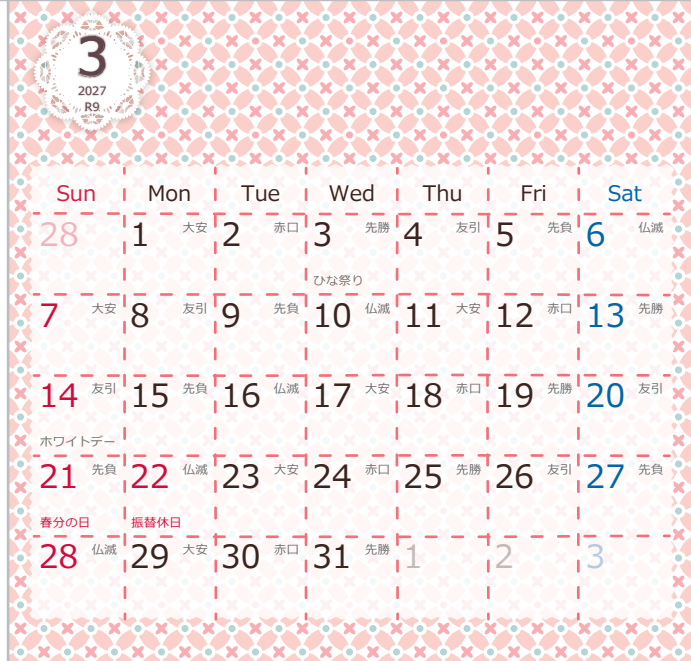 3
2027
R9
Sun Mon Tue Wed Thu Fri Sat
28 1 大安 2 赤口 3 先勝 4 友引 5 先負 6 仏滅
ひな祭り
7 大安 8 友引 9 先負 10 仏滅 11 大安 12 赤口 13 先勝
14 友引 15 先負 16 仏滅 17 大安 18 赤口 19 先勝 20 友引
ホワイトデー
21 先負 22 仏滅 23 大安 24 赤口 25 先勝 26 友引 27 先負
春分の日 振替休日
28 仏滅 29 大安 30 赤口 31 先勝 1 2 3